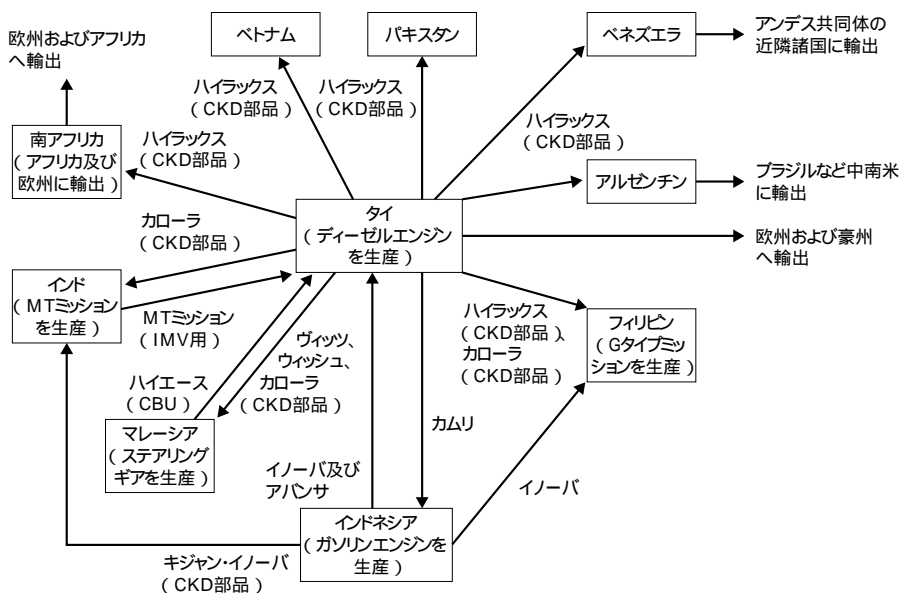 欧州およびアフリカ
へ輸出
ベトナム
パキスタン
ベネズエラ
アンデス共同体の
近隣諸国に輸出
ハイラックス
(CKD部品)
ハイラックス
(CKD部品)
ハイラックス
(CKD部品)
南アフリカ
(アフリカ及び
欧州に輸出)
ハイラックス
(CKD部品)
アルゼンチン
ブラジルなど中南米
に輸出
タイ
(ディーゼルエンジン
を生産)
カローラ
(CKD部品)
欧州および豪州
へ輸出
インド
(MTミッション
を生産)
MTミッション
(IMV用)
ヴィッツ、
ウィッシュ、
カローラ
(CKD部品)
ハイラックス
(CKD部品)、
カローラ
(CKD部品)
フィリピン
(Gタイプミッ
ションを生産)
ハイエース
(CBU)
マレーシア
(ステアリング
ギアを生産)
カムリ
イノーバ及び
アバンサ
イノーバ
インドネシア
(ガソリンエンジンを
生産)
キジャン・イノーバ
(CKD部品)